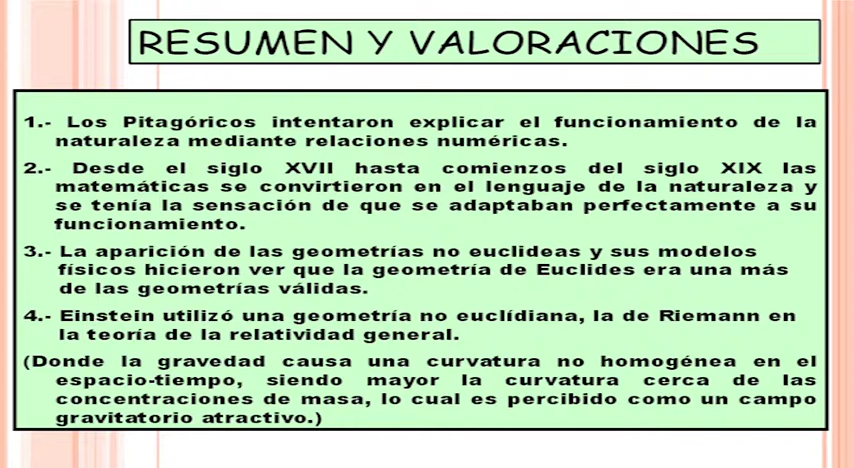 RESUMEN Y VALORACIONES
1.- Los Pitagóricos intentaron explicar el funcionamiento de la
naturaleza mediante relaciones numéricas.
2.- Desde el siglo XVII hasta comienzos del siglo XIX las
matemáticas se convirtieron en el lenguaje de la naturaleza y
se tenía la sensación de que se adaptaban perfectamente a su
funcionamiento.
3.- La aparición de las geometrías no euclideas y sus modelos
físicos hicieron ver que la geometría de Euclides era una más
de las geometrías válidas.
4.- Einstein utilizó una geometría no euclídiana, la de Riemann en
la teoría de la relatividad general.
(Donde la gravedad causa una curvatura no homogénea en el
espacio-tiempo, siendo mayor la curvatura cerca de las
concentraciones de masa, lo cual es percibido como un campo
gravitatorio atractivo.)